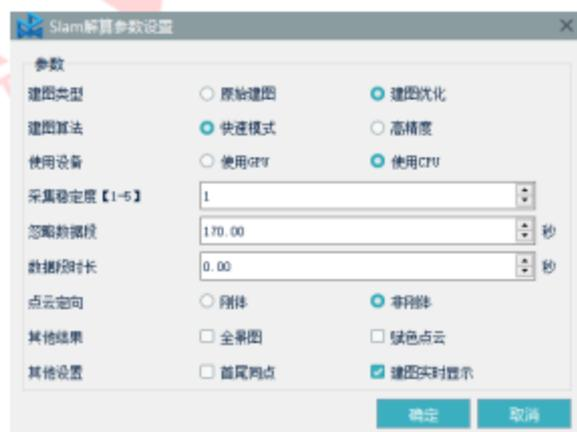 Slam解算参数设置
参数
建图类型 原始建图 建图优化
建图算法 快速模式 高精度
使用设备 使用GPU 使用CPU
采集稳定度【1-5】 1
忽略数据段 170.00 秒
数据段时长 0.00 秒
点云定向 刚体 非刚体
其他结果 全景图 赋色点云
其他设置 首尾同点 建图实时显示
确定 取消